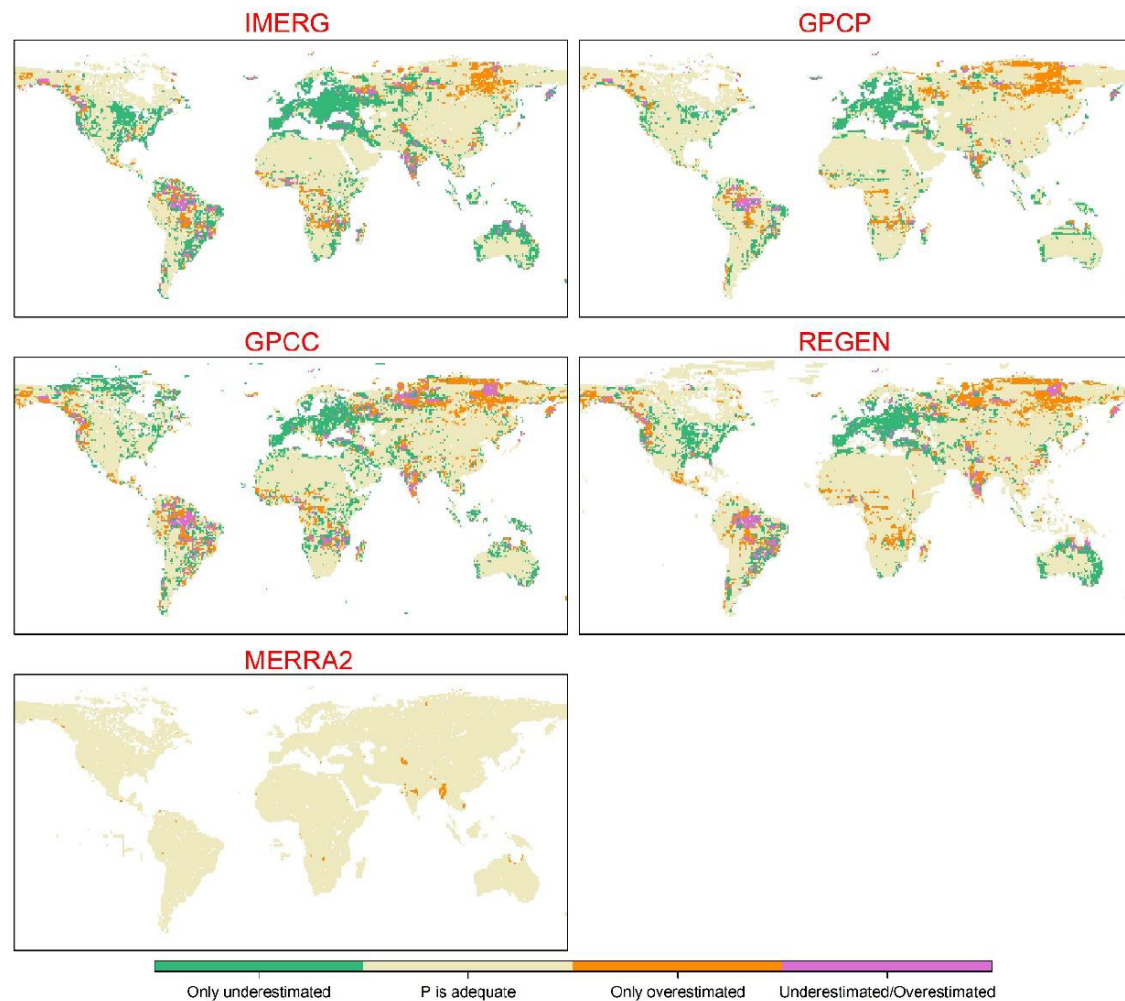 IMERG GPCP
GPCC REGEN
MERRA2
Only underestimated P is adequate Only overestimated Underestimated/Overestimated